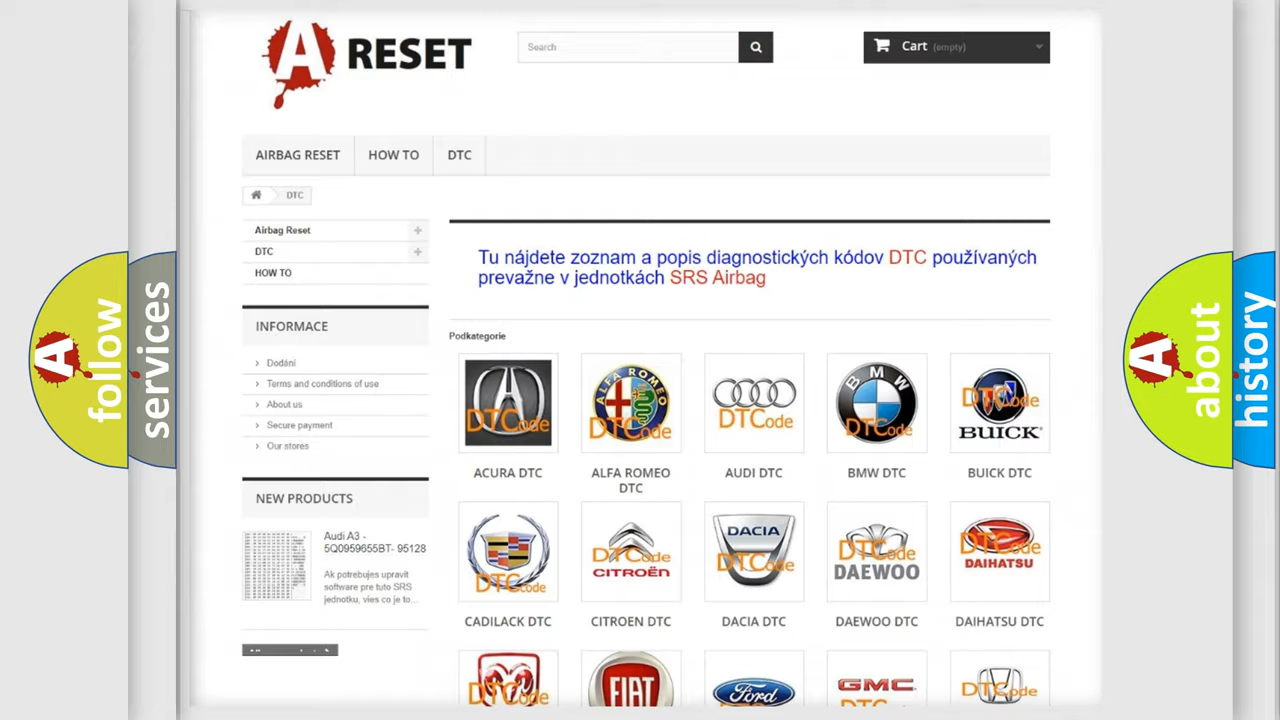 A RESET
Search
Cart (empty)
AIRBAG RESET
HOW TO
DTC
DTC
Airbag Reset
DTC
HOW TO
INFORMACE
Dodání
Terms and conditions of use
About us
Secure payment
Our stores
NEW PRODUCTS
Audi A3 -
5Q0959655BT- 95128
Ak potrebujes upravit
software pre tuto SRS
jednotku, vies co je to...
Tu nájdete zoznam a popis diagnostických kódov DTC používaných
prevažne v jednotkách SRS Airbag
Podkategorie
DTCode
ALFA ROMEO
DTCode
DTCode
BMW
DTCode
DTCode
BUICK
ACURA DTC
ALFA ROMEO
DTC
AUDI DTC
BMW DTC
BUICK DTC
DTCode
DTCode
CITROËN
DACIA
DTCode
DTCode
DAEWOO
DTCode
DAIHATSU
CADILACK DTC
CITROEN DTC
DACIA DTC
DAEWOO DTC
DAIHATSU DTC
DTCode
FIAT
Ford
GMC
DTCode
A follow
services
A about
history